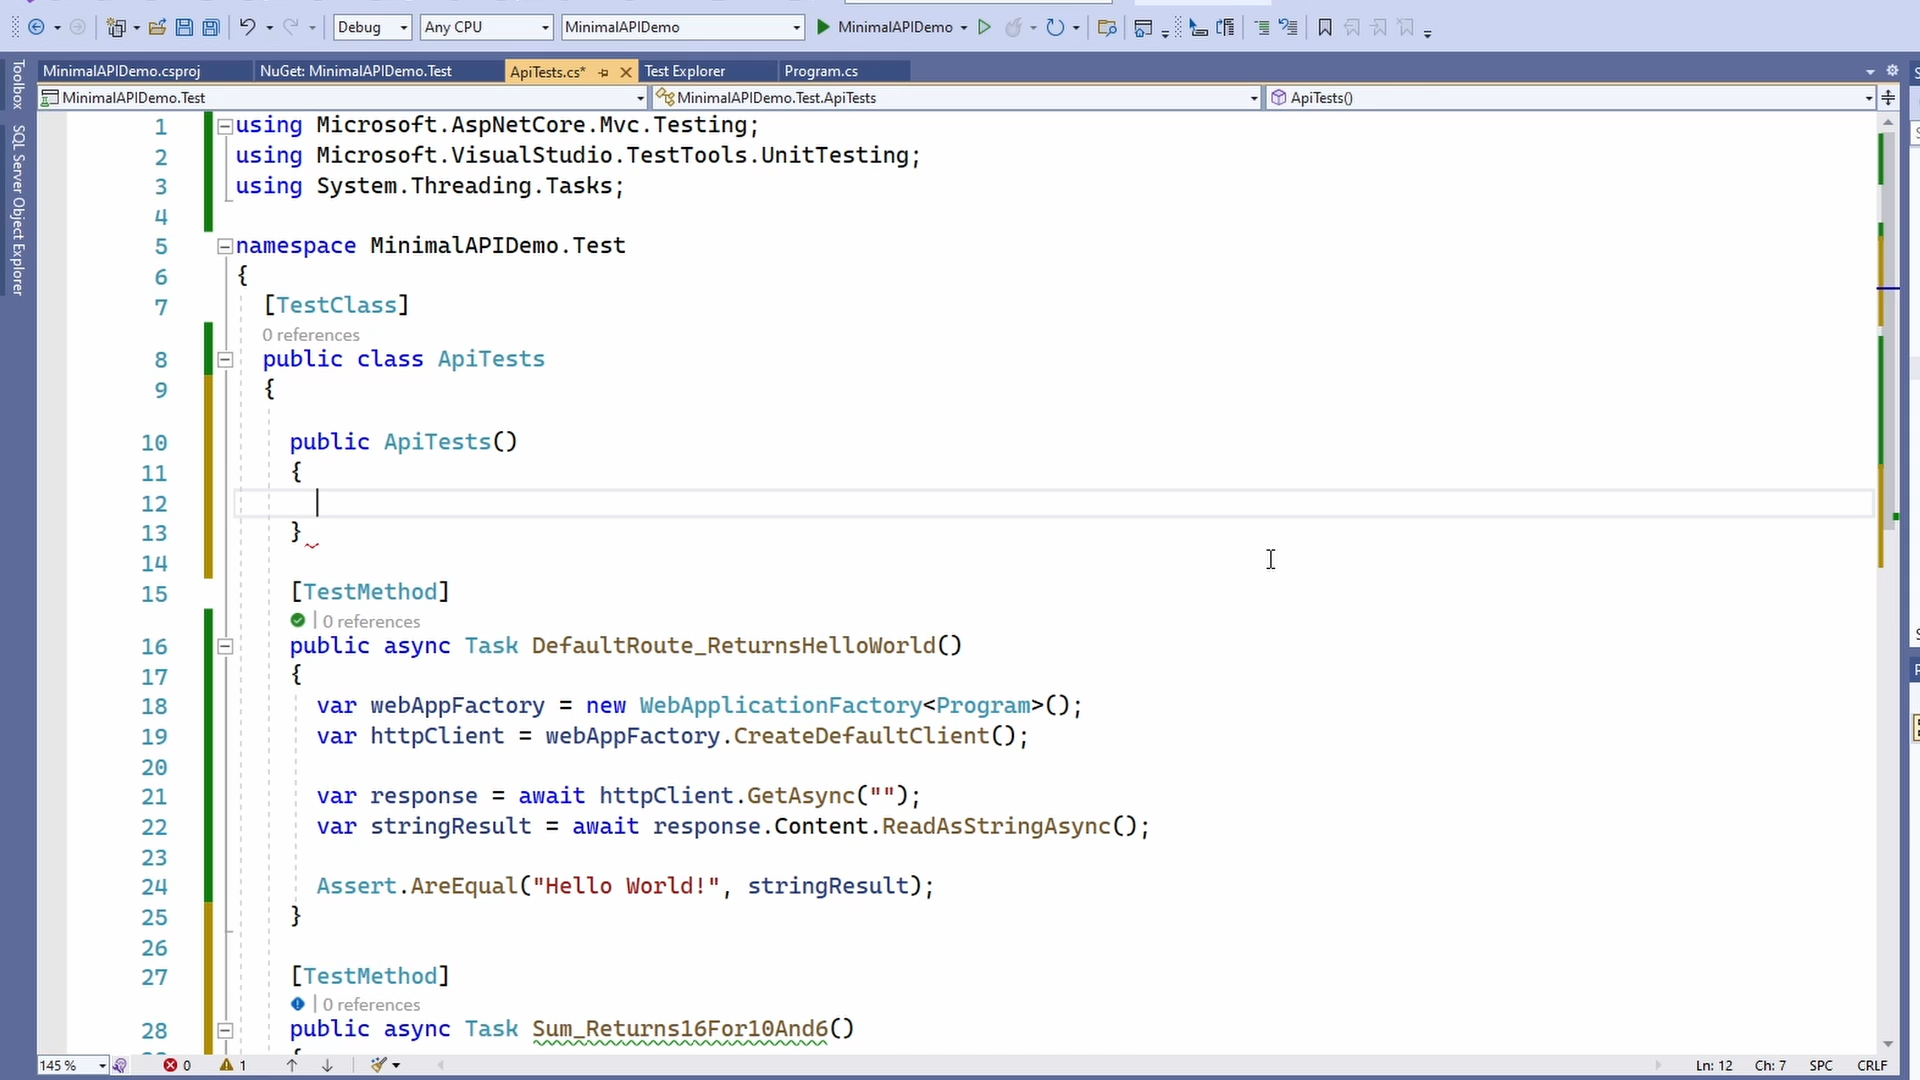 Debug
Any CPU
MinimalAPIDemo
MinimalAPIDemo
MinimalAPIDemo.csproj
NuGet: MinimalAPIDemo.Test
ApiTests.cs*
Test Explorer
Program.cs
MinimalAPIDemo.Test
MinimalAPIDemo.Test.ApiTests
ApiTests()
Toolbox
SQL Server Object Explorer
1 using Microsoft.AspNetCore.Mvc.Testing;
2 using Microsoft.VisualStudio.TestTools.UnitTesting;
3 using System.Threading.Tasks;
4
5 namespace MinimalAPIDemo.Test
6 {
7 [TestClass]
0 references
8 public class ApiTests
9 {
10 public ApiTests()
11 {
12
13 }
14
15 [TestMethod]
0 references
16 public async Task DefaultRoute_ReturnsHelloWorld()
17 {
18 var webAppFactory = new WebApplicationFactory<Program>();
19 var httpClient = webAppFactory.CreateDefaultClient();
20
21 var response = await httpClient.GetAsync("");
22 var stringResult = await response.Content.ReadAsStringAsync();
23
24 Assert.AreEqual("Hello World!", stringResult);
25 }
26
27 [TestMethod]
0 references
28 public async Task Sum_Returns16For10And6()
{
145 %
0
1
Ln: 12
Ch: 7
SPC
CRLF